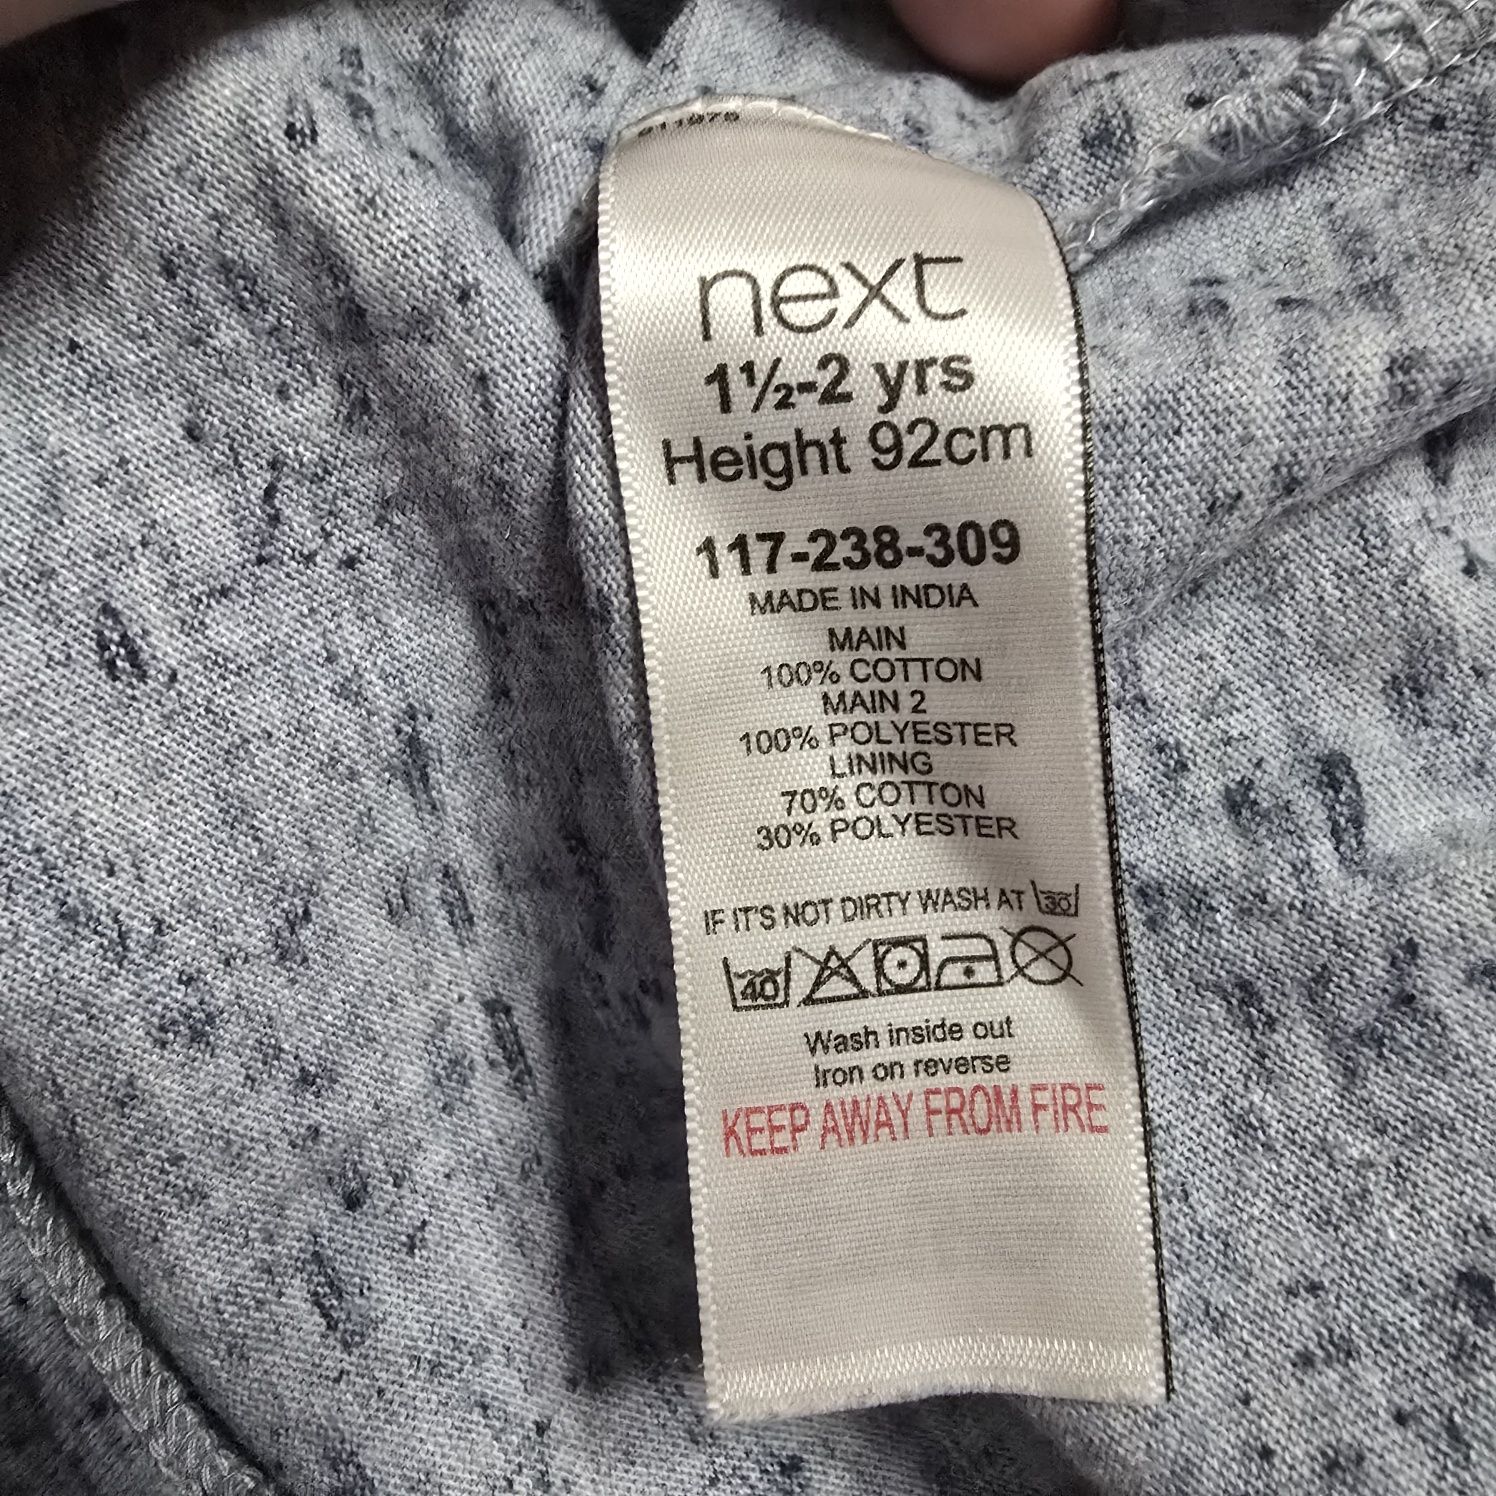 next
1½-2 yrs
Height 92cm
117-238-309
MADE IN INDIA
MAIN
100% COTTON
MAIN 2
100% POLYESTER
LINING
70% COTTON
30% POLYESTER
IF IT'S NOT DIRTY WASH AT 30
40
Wash inside out
Iron on reverse
KEEP AWAY FROM FIRE